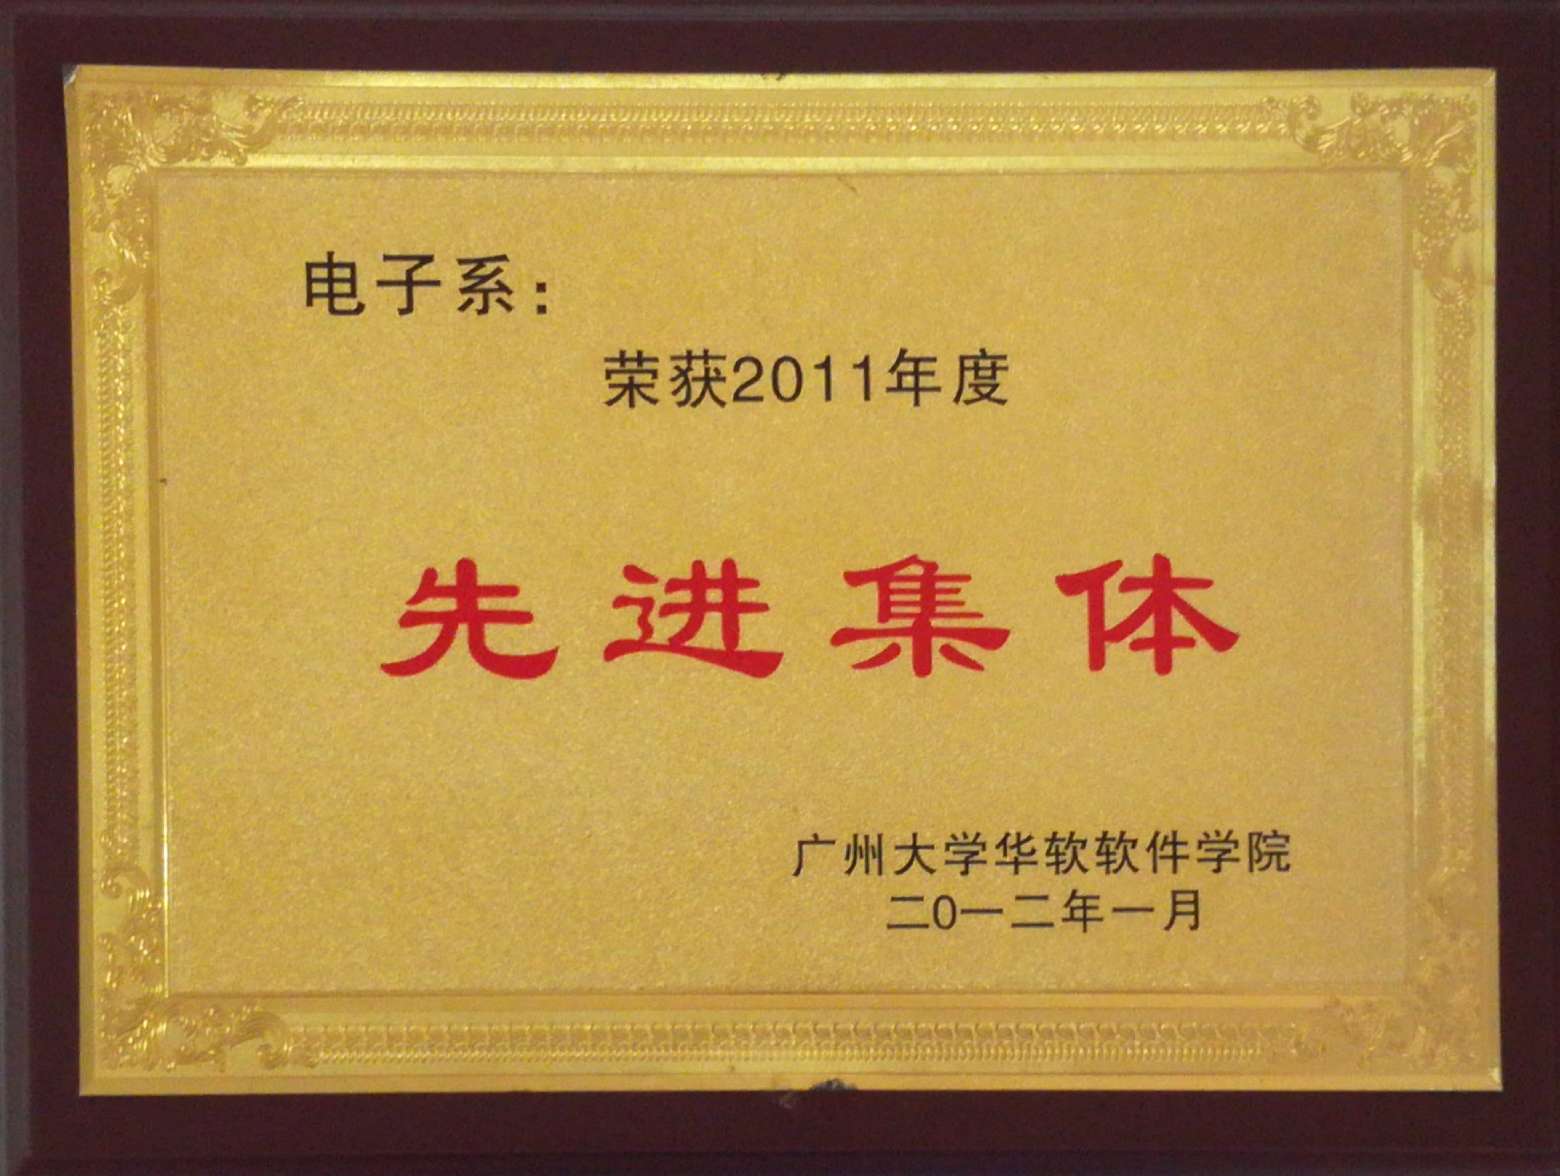 电子系：
荣获2011年度
先进集体
广州大学华软软件学院
二0一二年一月